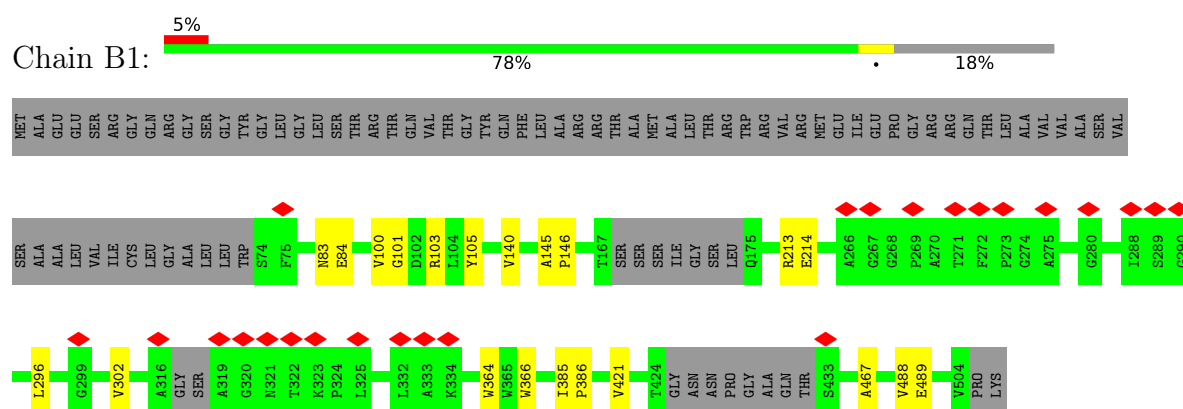 5%
Chain B1:
78%
18%
MET ALA GLU GLU SER ARG GLY GLN ARG GLY SER GLY TYR GLY LEU GLY LEU SER THR ARG THR GLN VAL THR GLY TYR GLN PHE LEU ALA ARG ARG THR ALA MET ALA LEU THR ARG TRP ARG VAL ARG MET GLU ILE GLU PRO GLY ARG ARG GLN THR LEU ALA VAL VAL ALA SER VAL
SER ALA ALA LEU VAL ILE CYS LEU GLY ALA LEU LEU TRP S74 F75 N83 E84 V100 G101 D102 R103 L104 Y105 V140 A145 P146 T167 SER SER SER ILE GLY SER LEU Q175 R213 E214 A266 G267 G268 P269 A270 T271 F272 P273 G274 A275 G280 I288 S289 G290
L296 G299 V302 A316 GLY SER A319 G320 N321 T322 K323 P324 L325 L332 A333 K334 W364 W365 W366 I385 P386 V421 T424 GLY ASN ASN PRO GLY ALA GLN THR S433 A467 V488 E489 V504 PRO LYS